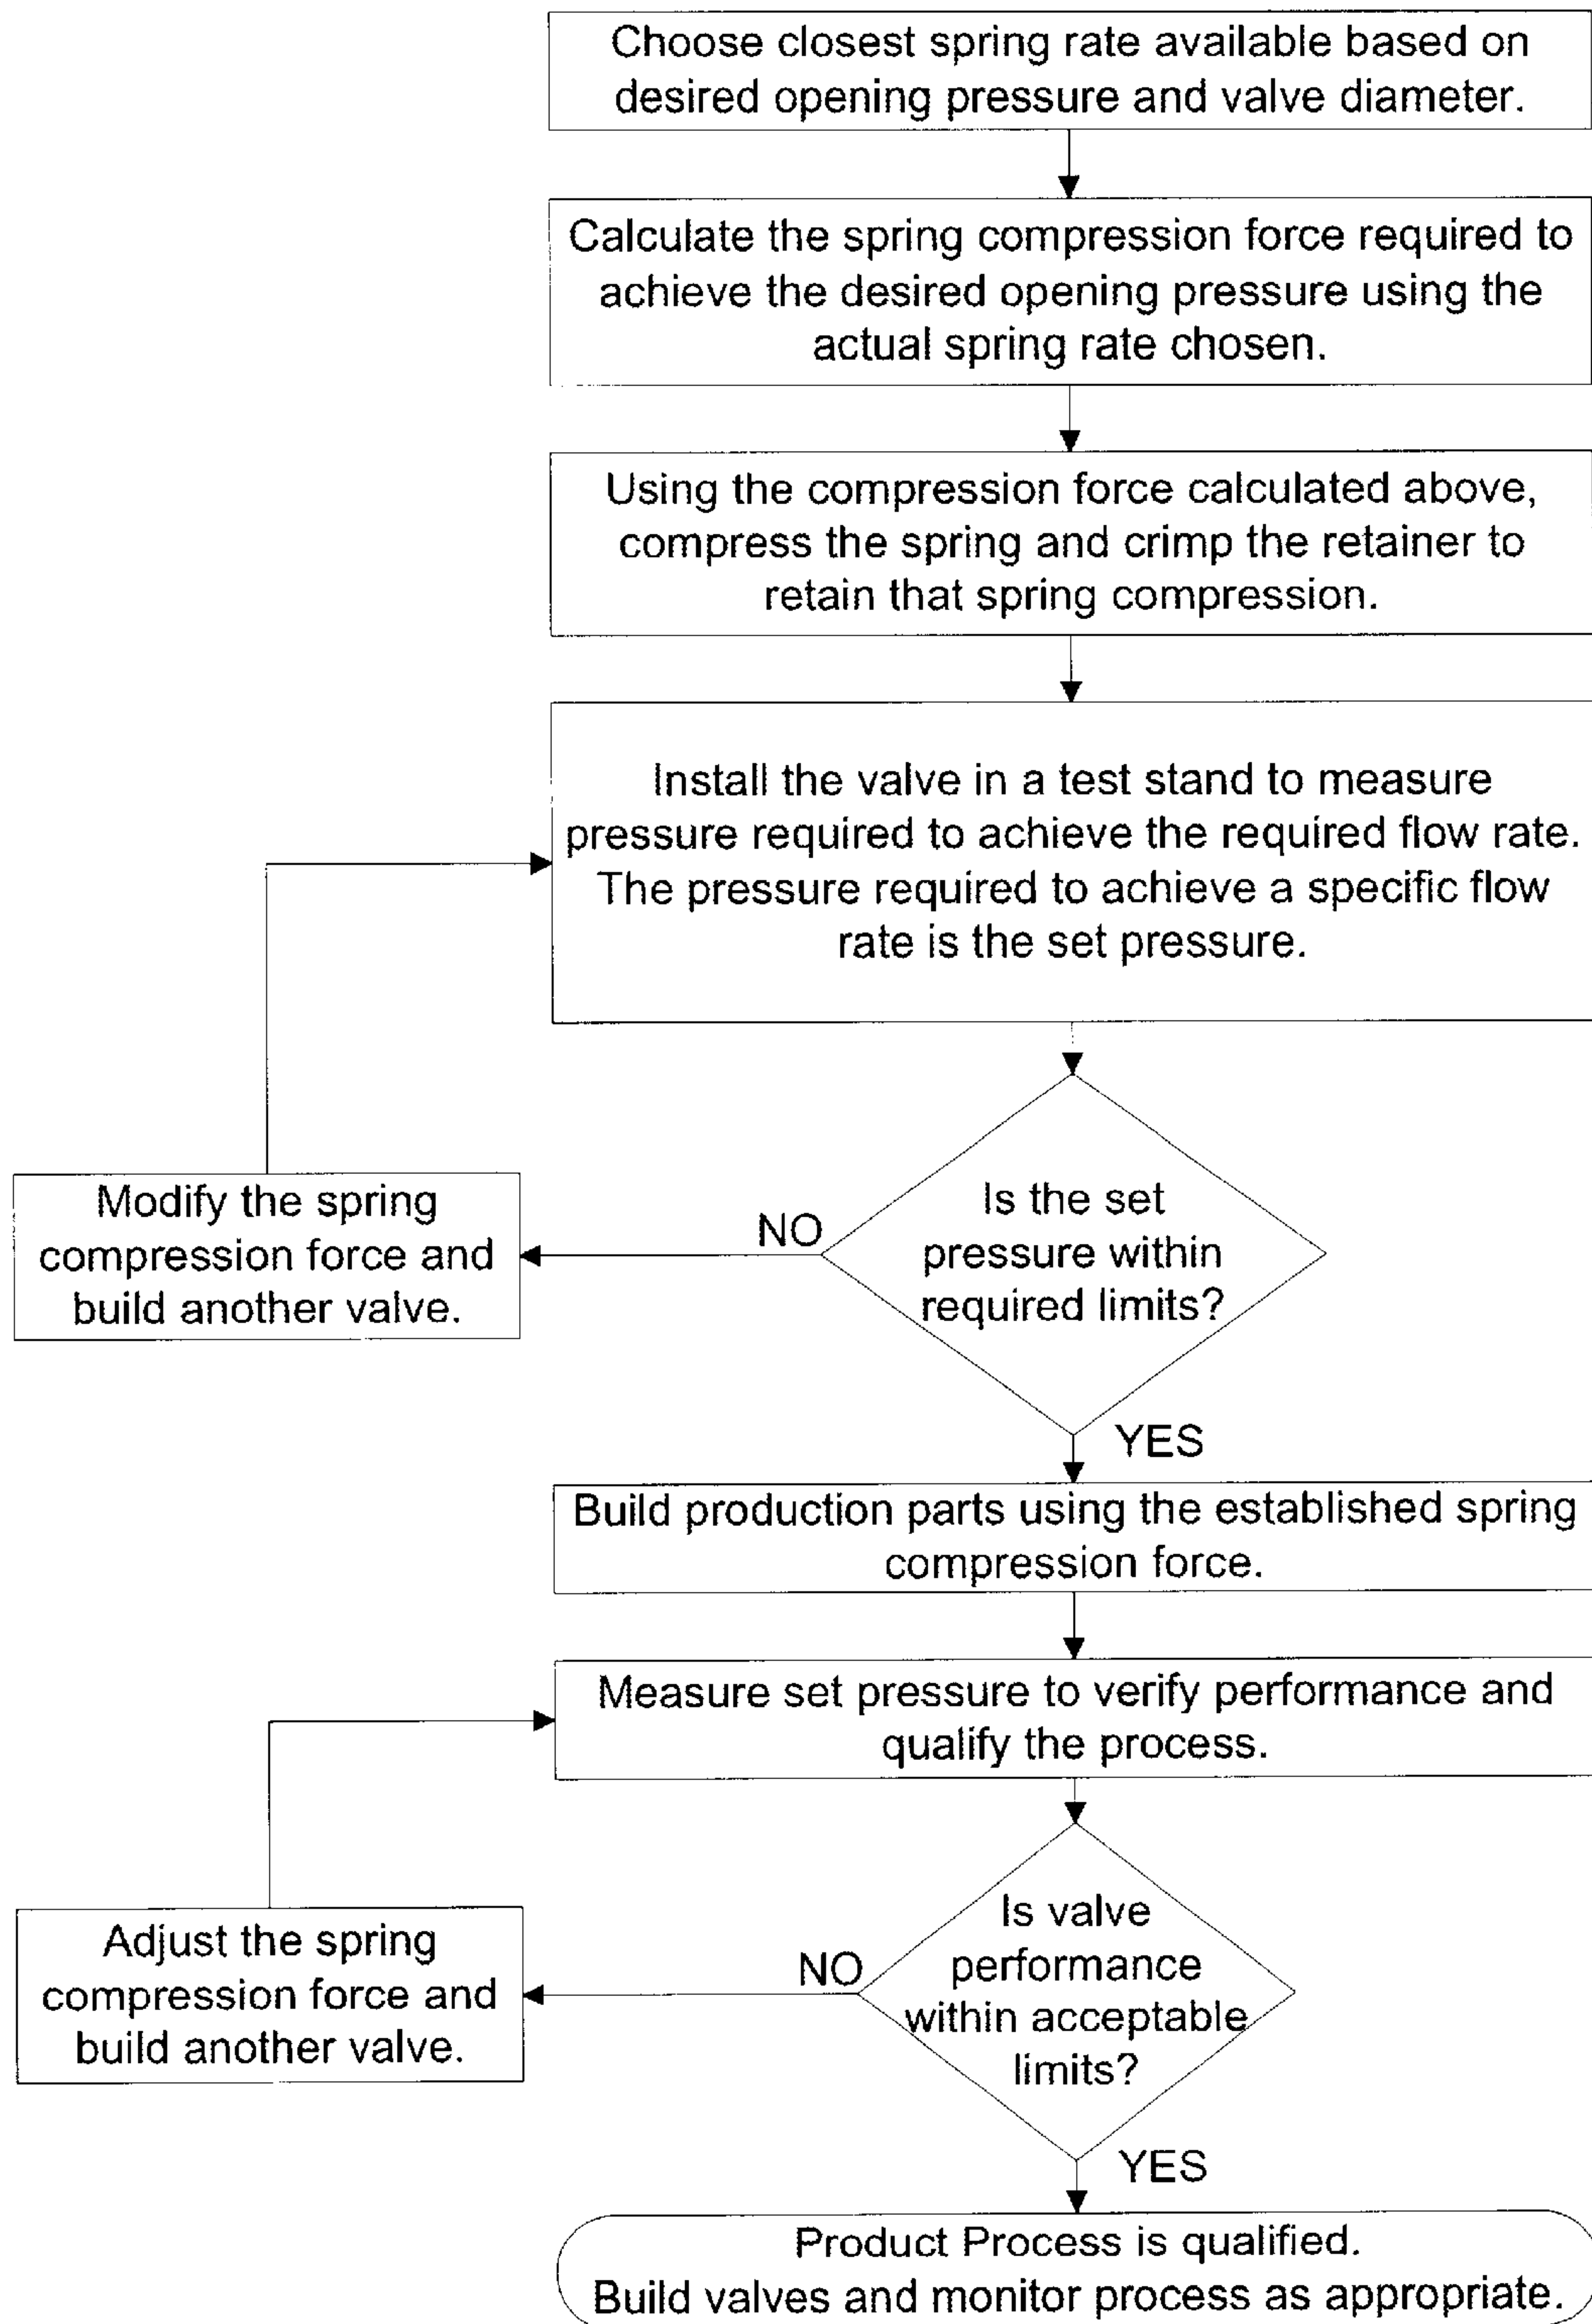 Choose closest spring rate available based on
desired opening pressure and valve diameter.
Calculate the spring compression force required to
achieve the desired opening pressure using the
actual spring rate chosen.
Using the compression force calculated above,
compress the spring and crimp the retainer to
retain that spring compression.
Install the valve in a test stand to measure
pressure required to achieve the required flow rate.
The pressure required to achieve a specific flow
rate is the set pressure.
Is the set
pressure within
required limits?
NO
Modify the spring
compression force and
build another valve.
YES
Build production parts using the established spring
compression force.
Measure set pressure to verify performance and
qualify the process.
Is valve
performance
within acceptable
limits?
NO
Adjust the spring
compression force and
build another valve.
YES
Product Process is qualified.
Build valves and monitor process as appropriate.